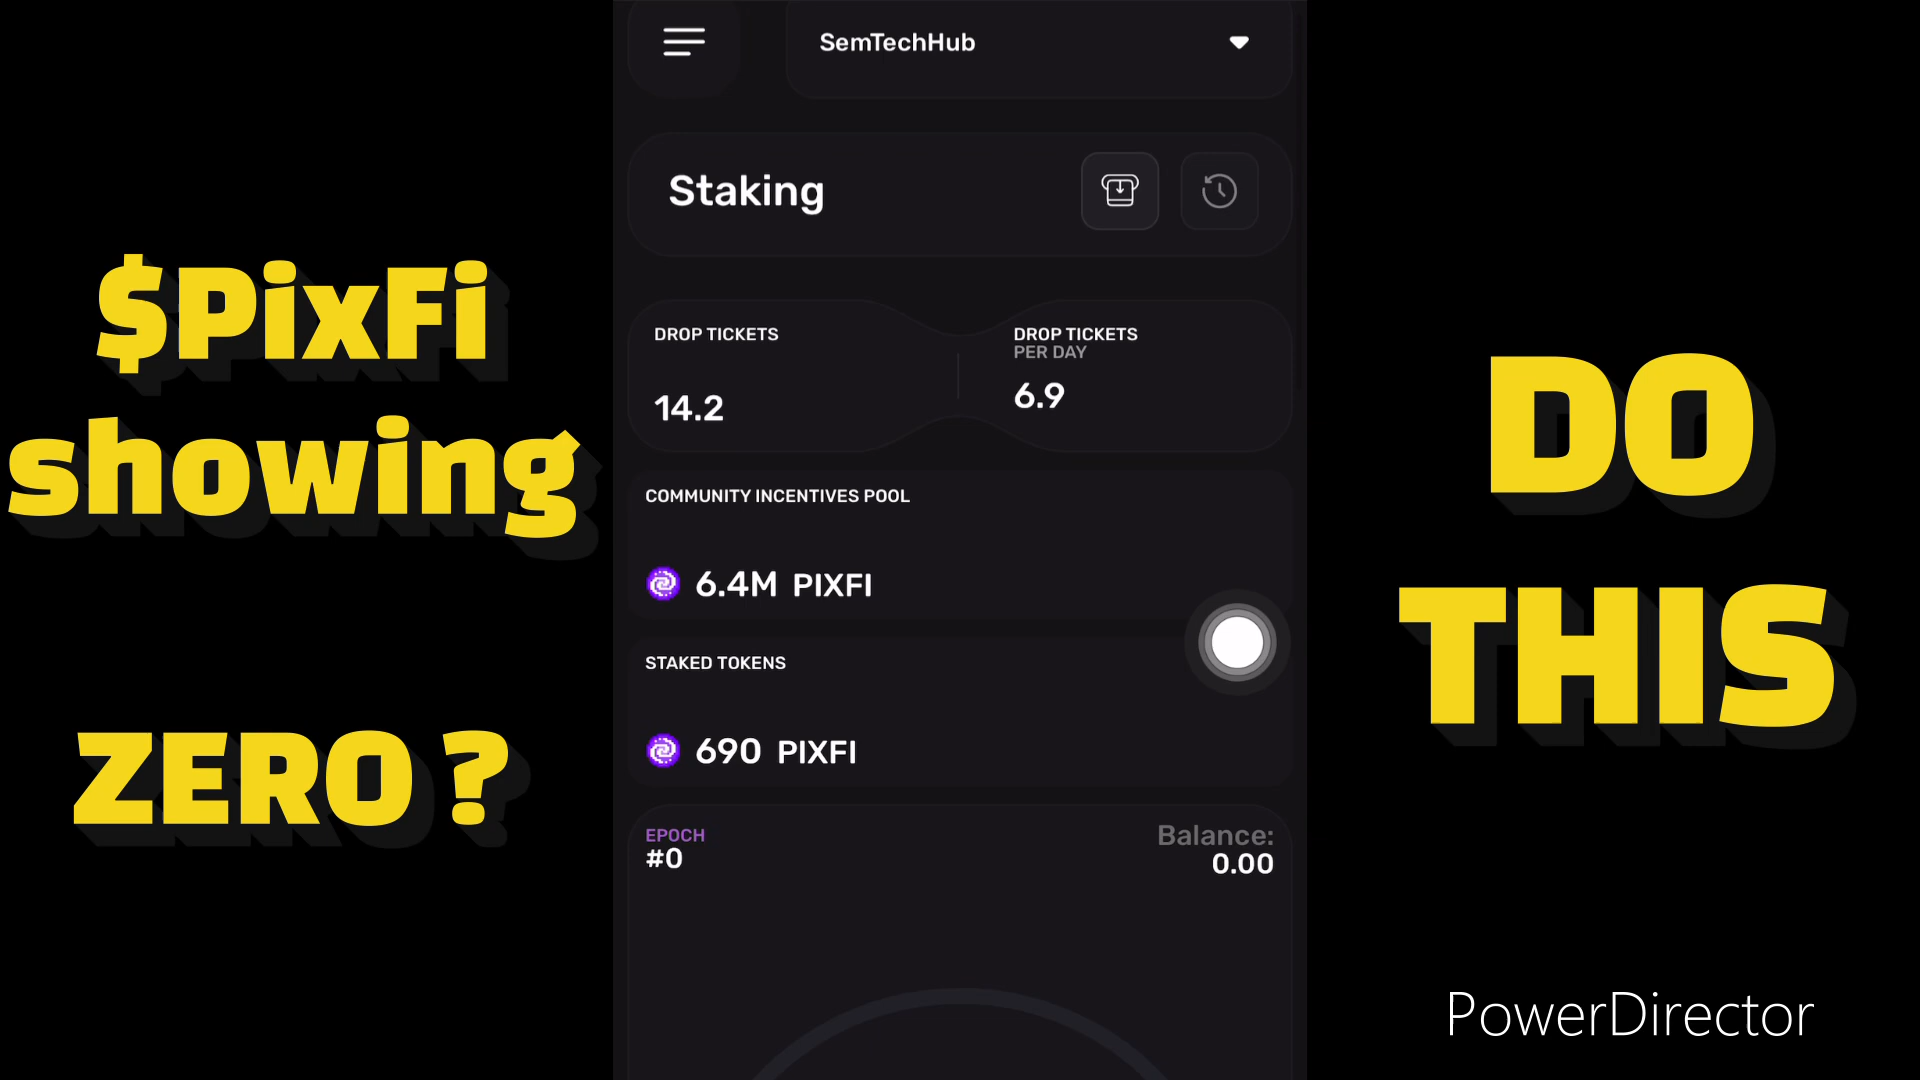 $PixFi
showing
ZERO ?
SemTechHub
Staking
DROP TICKETS
14.2
DROP TICKETS
PER DAY
6.9
COMMUNITY INCENTIVES POOL
6.4M PIXFI
STAKED TOKENS
690 PIXFI
EPOCH
#0
Balance:
0.00
DO
THIS
PowerDirector